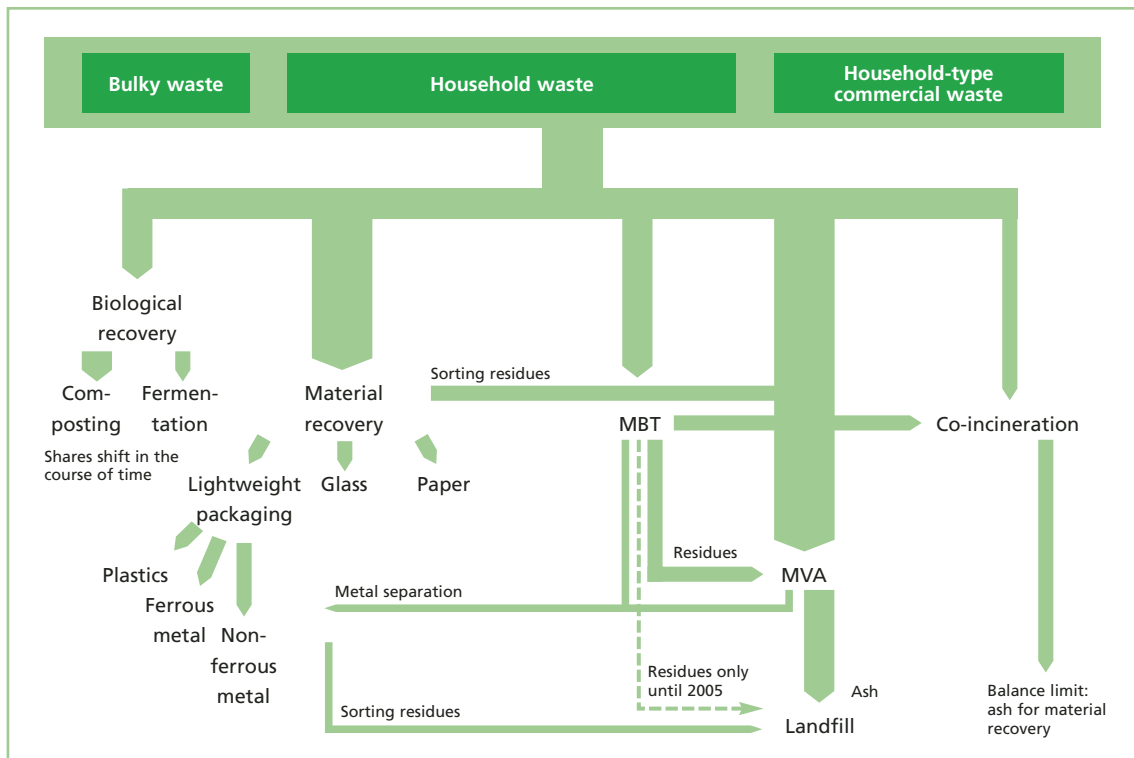 Bulky waste
Household waste
Household-type
commercial waste
Biological
recovery
Com-
posting
Fermen-
tation
Shares shift in the
course of time
Material
recovery
Sorting residues
MBT
Co-incineration
Lightweight
packaging
Glass
Paper
Plastics
Ferrous
metal
Non-
ferrous
metal
Residues
MVA
Metal separation
Residues only
until 2005
Ash
Sorting residues
Landfill
Balance limit:
ash for material
recovery